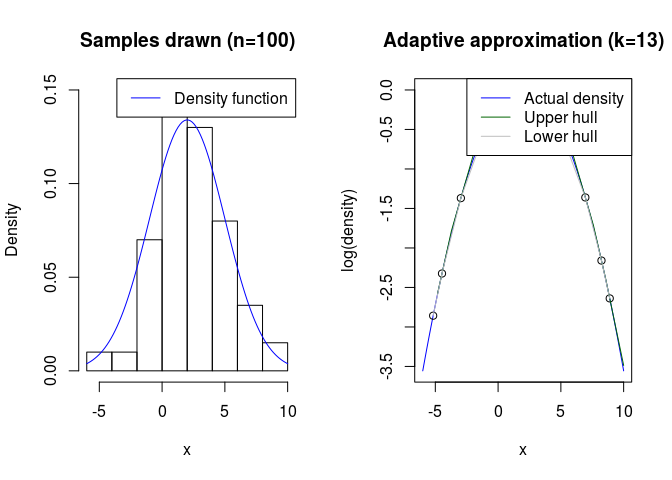 Samples drawn (n=100)
Density function
Density
0.00
0.05
0.10
0.15
-5
0
5
10
x
Adaptive approximation (k=13)
Actual density
Upper hull
Lower hull
log(density)
-3.5
-2.5
-1.5
-0.5
0.0
-5
0
5
10
x